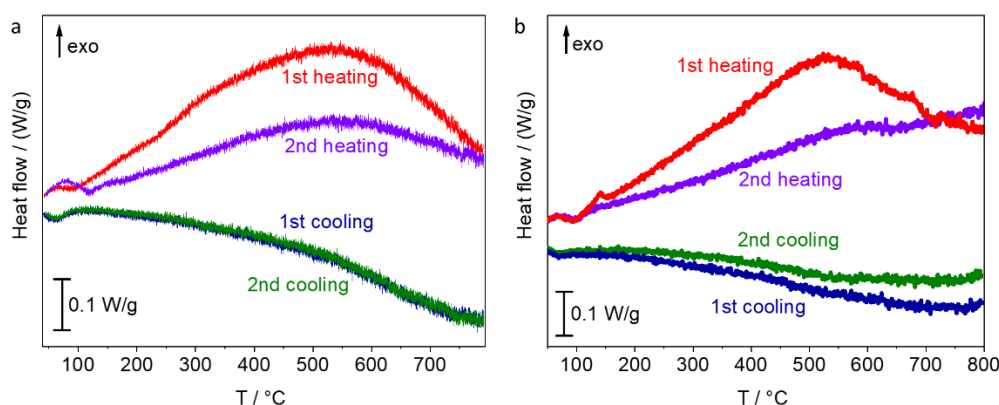 a
exo
1st heating
2nd heating
1st cooling
2nd cooling
0.1 W/g
Heat flow / (W/g)
100 200 300 400 500 600 700
T / °C
b
exo
1st heating
2nd heating
2nd cooling
1st cooling
0.1 W/g
Heat flow / (W/g)
100 200 300 400 500 600 700 800
T / °C